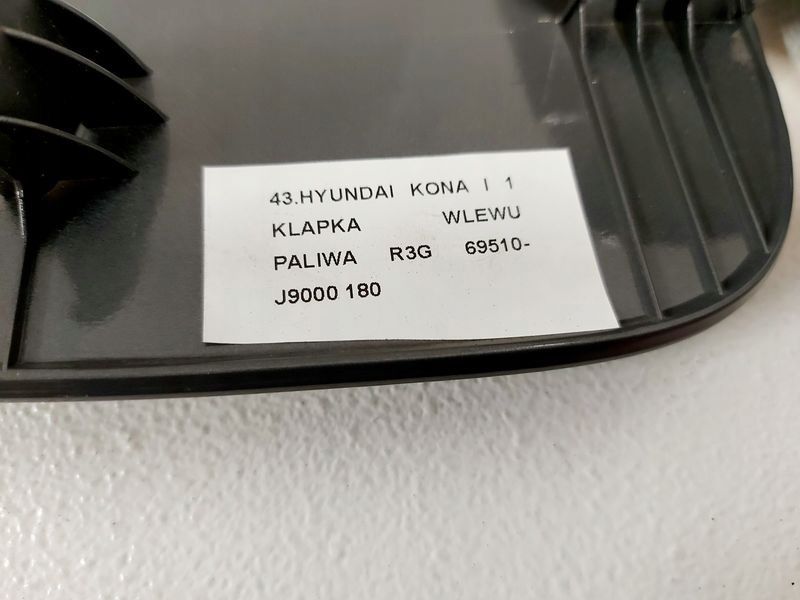 43.HYUNDAI KONA I 1
KLAPKA WLEWU
PALIWA R3G 69510-
J9000 180